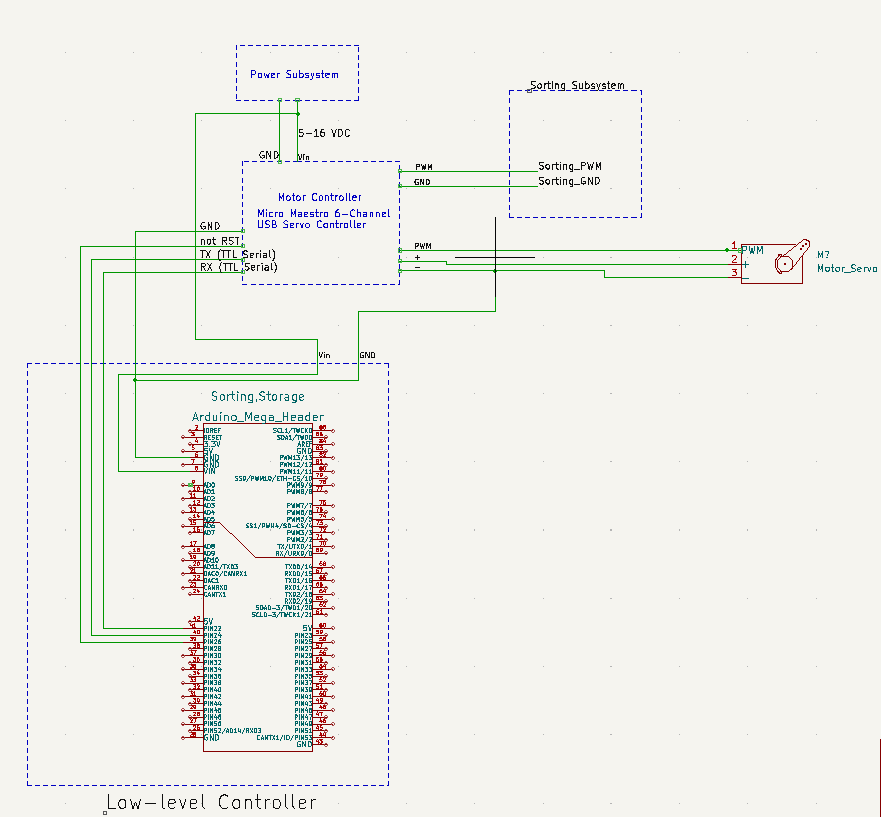 Power Subsystem
Sorting Subsystem
5-16 VDC
GND
Vin
PWM
Sorting_PWM
GND
Sorting_GND
Motor Controller
Micro Maestro 6-Channel
USB Servo Controller
GND
not RST
TX (TTL Serial)
RX (TTL Serial)
PWM
+
-
1
PWM
2
+
3
-
M?
Motor_Servo
Vin
GND
Sorting,Storage
Arduino_Mega_Header
IOREF
RESET
3.3V
5V
GND
GND
VIN
AD0
AD1
AD2
AD3
AD4
AD5
AD6
AD7
AD8
AD9
AD10
AD11/TXD3
DAC0/CANRX1
DAC1
CANRX0
CANTX1
5V
PIN22
PIN24
PIN26
PIN28
PIN30
PIN32
PIN34
PIN36
PIN38
PIN40
PIN42
PIN44
PIN46
PIN48
PIN50
PIN52/AD14/RXD3
GND
SCL1/TWCK0
SDA1/TWD0
AREF
GND
PWM13/13
PWM12/12
PWM11/11
SS0/PWM10/ETH-CS/10
PWM9/9
PWM8/8
PWM7/7
PWM6/6
PWM5/5
SS1/PWM4/SD-CS/4
PWM3/3
PWM2/2
TX/UTX0/1
RX/URX0/0
TXD0/14
RXD0/15
TXD1/16
RXD1/17
TXD2/18
RXD2/19
SDA0-3/TWD1/20
SCL0-3/TWCK1/21
5V
PIN23
PIN25
PIN27
PIN29
PIN31
PIN33
PIN35
PIN37
PIN39
PIN41
PIN43
PIN45
PIN47
PIN49
PIN51
CANTX1/IO/PIN53
GND
Low-level Controller